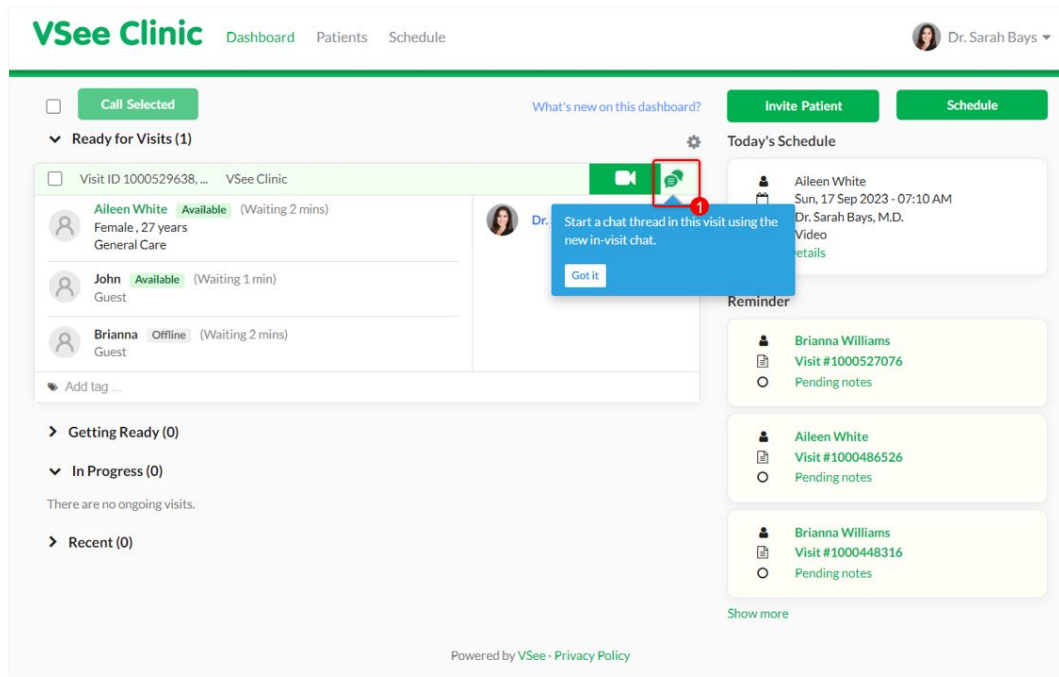 VSee Clinic Dashboard Patients Schedule Dr. Sarah Bays
Call Selected
What's new on this dashboard?
Ready for Visits (1)
Visit ID 1000529638, ... VSee Clinic
Aileen White Available (Waiting 2 mins)
Female, 27 years
General Care
John Available (Waiting 1 min)
Guest
Brianna Offline (Waiting 2 mins)
Guest
Dr.
1
Start a chat thread in this visit using the
new in-visit chat.
Got it
Add tag ...
Getting Ready (0)
In Progress (0)
There are no ongoing visits.
Recent (0)
Invite Patient Schedule
Today's Schedule
Aileen White
Sun, 17 Sep 2023 - 07:10 AM
Dr. Sarah Bays, M.D.
Video
etails
Reminder
Brianna Williams
Visit #1000527076
Pending notes
Aileen White
Visit #1000486526
Pending notes
Brianna Williams
Visit #1000448316
Pending notes
Show more
Powered by VSee · Privacy Policy